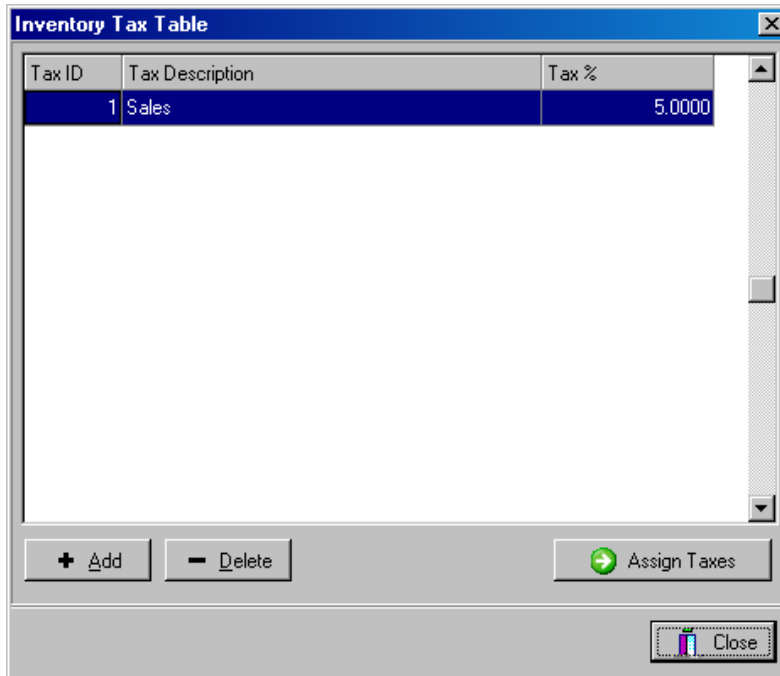 Inventory Tax Table
Tax ID Tax Description Tax %
1 Sales 5.0000
Add Delete Assign Taxes
Close